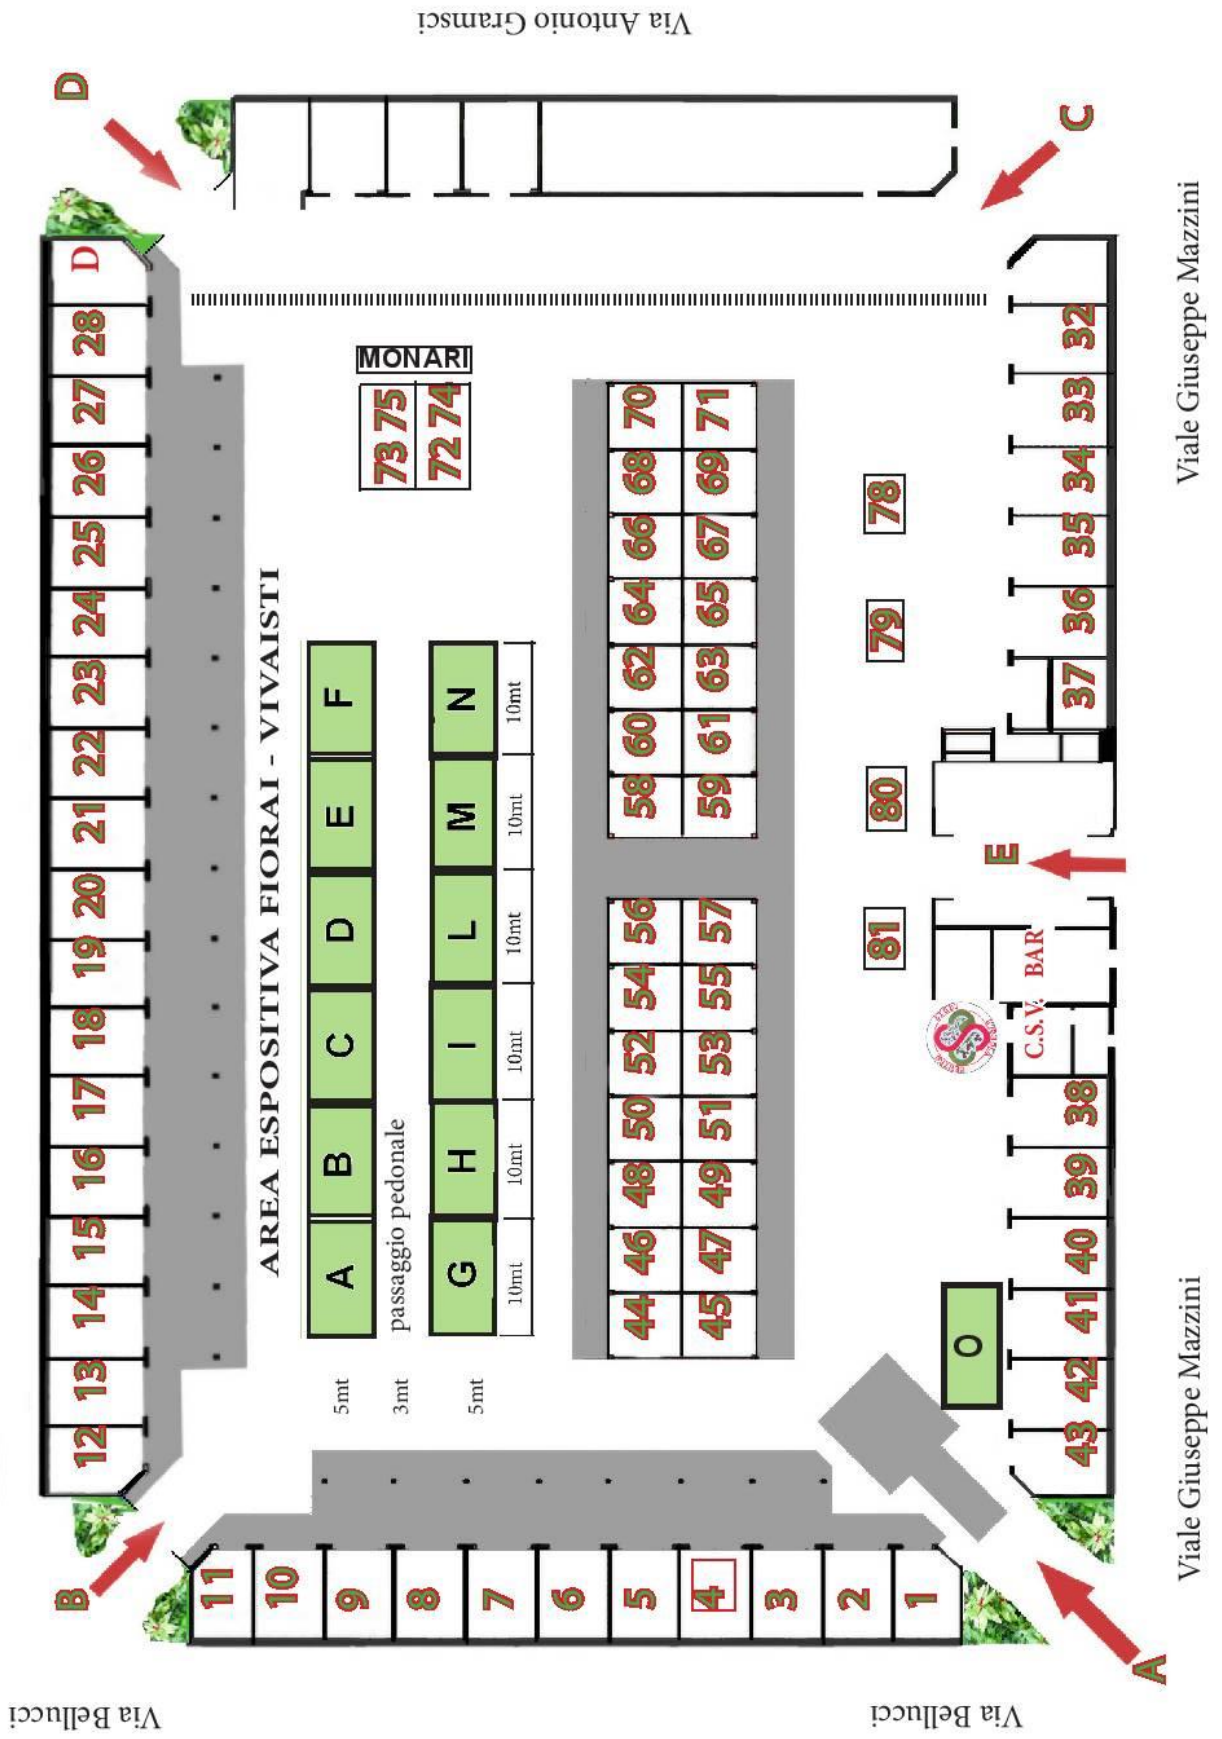 Via Antonio Gramsci
D
C
D
28
27
26
25
24
23
22
21
20
19
18
17
16
15
14
13
12
MONARI
73 75
72 74
AREA ESPOSITIVA FIORAI - VIVAISTI
A B C D E F
passaggio pedonale
G H I L M N
10mt 10mt 10mt 10mt 10mt 10mt
5mt
3mt
5mt
44 46 48 50 52 54 56 58 60 62 64 66 68 70
45 47 49 51 53 55 57 59 61 63 65 67 69 71
81 80 79 78
E
O
C.S.V. BAR
43 42 41 40 39 38 37 36 35 34 33 32
Viale Giuseppe Mazzini
Viale Giuseppe Mazzini
B
11
10
9
8
7
6
5
4
3
2
1
A
Via Bellucci
Via Bellucci